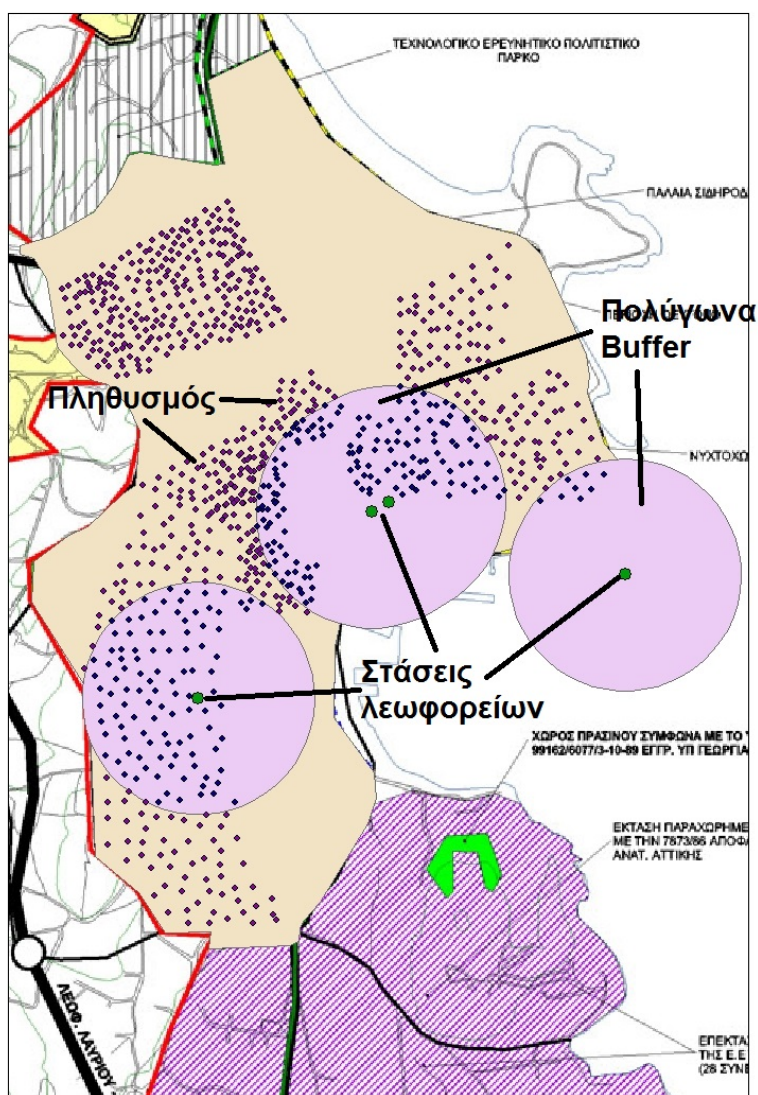 ΤΕΧΝΟΛΟΓΙΚΟ ΕΡΕΥΝΗΤΙΚΟ ΠΟΛΙΤΙΣΤΙΚΟ
ΠΑΡΚΟ
ΠΑΛΑΙΑ ΣΙΔΗΡΟΔ
Πολύγωνα
Buffer
Πληθυσμός
ΝΥΧΤΟΧΩ
Στάσεις
λεωφορείων
ΧΩΡΟΣ ΠΡΑΣΙΝΟΥ ΣΥΜΦΩΝΑ ΜΕ ΤΟ
99162/6077/3-10-89 ΕΓΓΡ. ΥΠ ΓΕΩΡΓΙΑ
ΕΚΤΑΣΗ ΠΑΡΑΧΩΡΗΜΕ
ΜΕ ΤΗΝ 7873/86 ΑΠΟΦΑ
ΑΝΑΤ. ΑΤΤΙΚΗΣ
ΛΕΩΦ. ΛΑΥΡΙΟΥ
ΕΠΕΚΤΑ
ΤΗΣ Ε.Ε
(28 ΣΥΝΕ